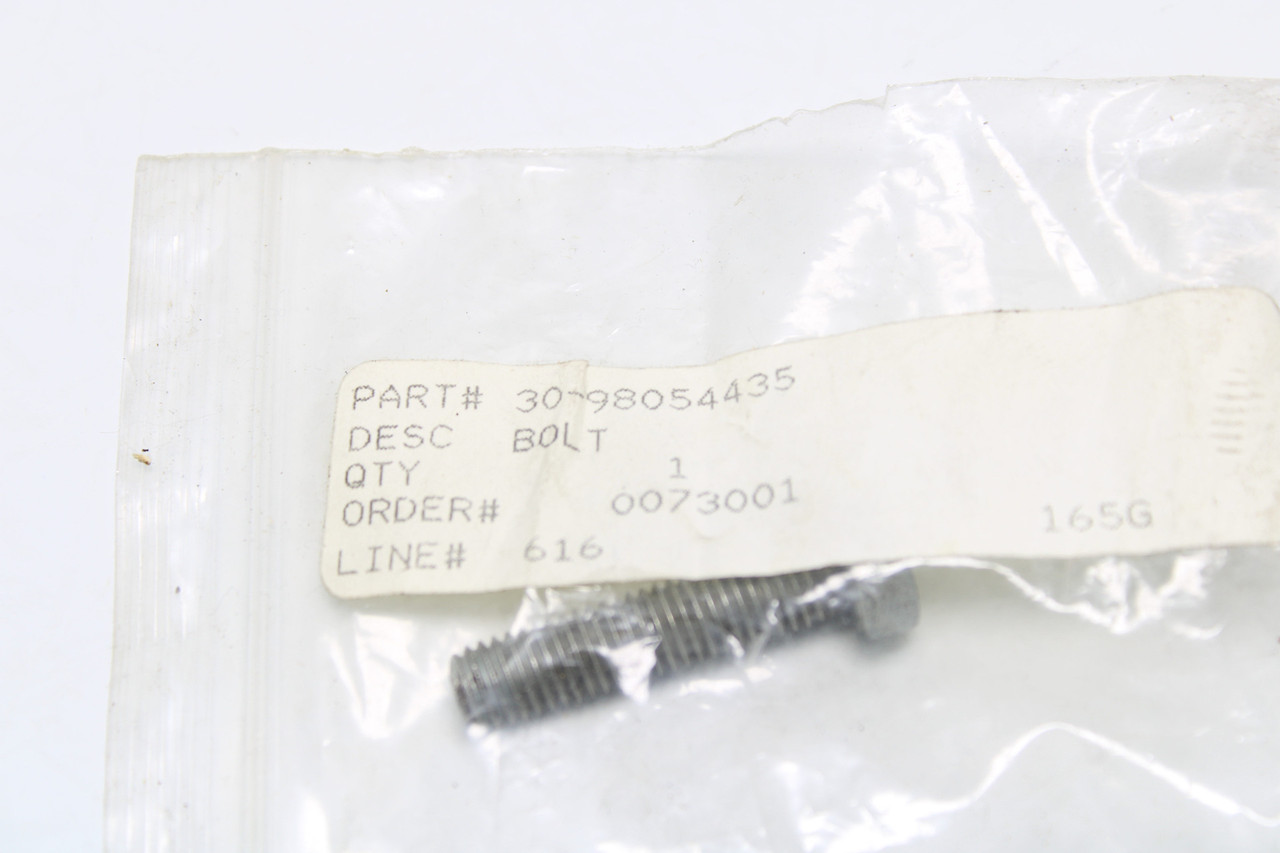 PART# 30-98054435
DESC BOLT
QTY 1
ORDER# 0073001
LINE# 616 165G